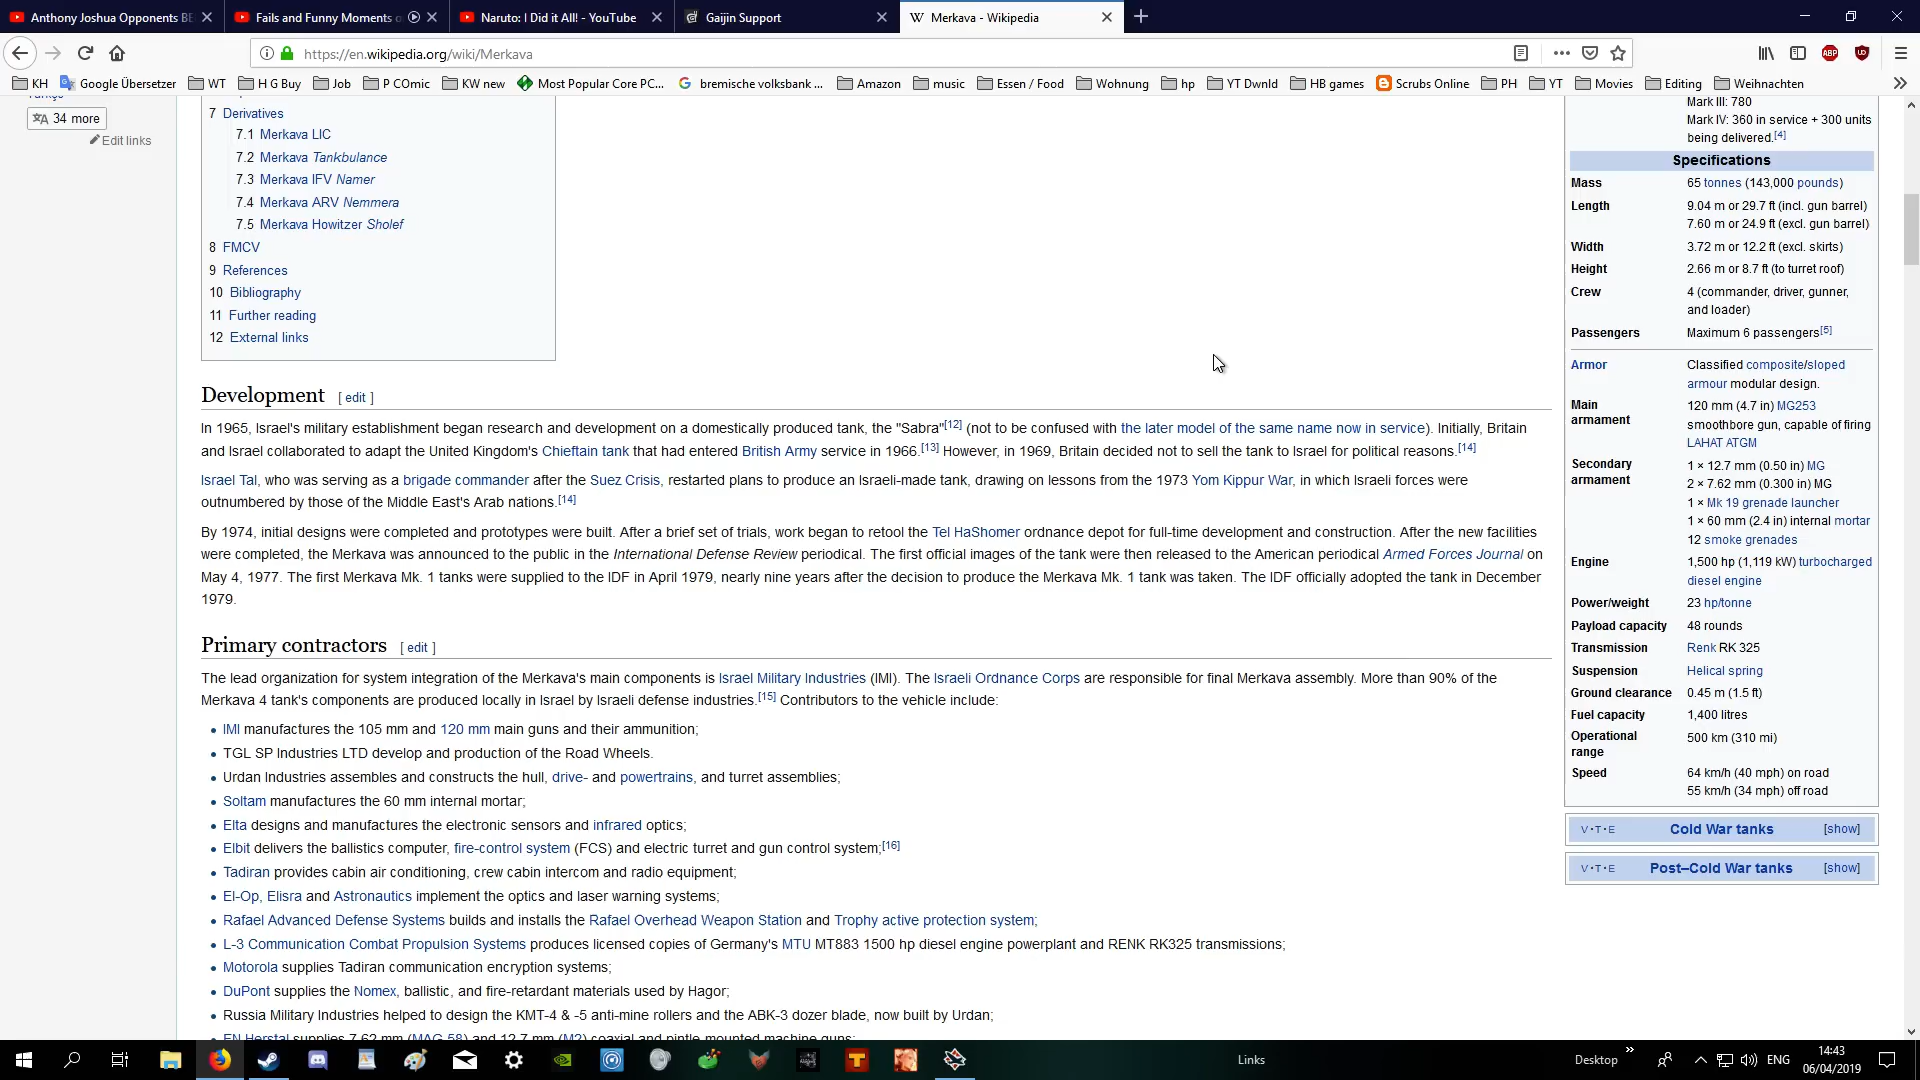 Anthony Joshua Opponents BE
Fails and Funny Moments o
Naruto: I Did it All! - YouTube
Gaijin Support
W Merkava - Wikipedia
https://en.wikipedia.org/wiki/Merkava
KH Google Übersetzer WT H G Buy Job P COmic KW new Most Popular Core PC... bremische volksbank ... Amazon music Essen / Food Wohnung hp YT Dwnld HB games Scrubs Online PH YT Movies Editing Weihnachten
34 more
Edit links
7 Derivatives
7.1 Merkava LIC
7.2 Merkava Tankbulance
7.3 Merkava IFV Namer
7.4 Merkava ARV Nemmera
7.5 Merkava Howitzer Sholef
8 FMCV
9 References
10 Bibliography
11 Further reading
12 External links
Development [ edit ]
In 1965, Israel's military establishment began research and development on a domestically produced tank, the "Sabra"[12] (not to be confused with the later model of the same name now in service). Initially, Britain
and Israel collaborated to adapt the United Kingdom's Chieftain tank that had entered British Army service in 1966.[13] However, in 1969, Britain decided not to sell the tank to Israel for political reasons.[14]
Israel Tal, who was serving as a brigade commander after the Suez Crisis, restarted plans to produce an Israeli-made tank, drawing on lessons from the 1973 Yom Kippur War, in which Israeli forces were
outnumbered by those of the Middle East's Arab nations.[14]
By 1974, initial designs were completed and prototypes were built. After a brief set of trials, work began to retool the Tel HaShomer ordnance depot for full-time development and construction. After the new facilities
were completed, the Merkava was announced to the public in the International Defense Review periodical. The first official images of the tank were then released to the American periodical Armed Forces Journal on
May 4, 1977. The first Merkava Mk. 1 tanks were supplied to the IDF in April 1979, nearly nine years after the decision to produce the Merkava Mk. 1 tank was taken. The IDF officially adopted the tank in December
1979.
Primary contractors [ edit ]
The lead organization for system integration of the Merkava's main components is Israel Military Industries (IMI). The Israeli Ordnance Corps are responsible for final Merkava assembly. More than 90% of the
Merkava 4 tank's components are produced locally in Israel by Israeli defense industries.[15] Contributors to the vehicle include:
• IMI manufactures the 105 mm and 120 mm main guns and their ammunition;
• TGL SP Industries LTD develop and production of the Road Wheels.
• Urdan Industries assembles and constructs the hull, drive- and powertrains, and turret assemblies;
• Soltam manufactures the 60 mm internal mortar;
• Elta designs and manufactures the electronic sensors and infrared optics;
• Elbit delivers the ballistics computer, fire-control system (FCS) and electric turret and gun control system;[16]
• Tadiran provides cabin air conditioning, crew cabin intercom and radio equipment;
• El-Op, Elisra and Astronautics implement the optics and laser warning systems;
• Rafael Advanced Defense Systems builds and installs the Rafael Overhead Weapon Station and Trophy active protection system;
• L-3 Communication Combat Propulsion Systems produces licensed copies of Germany's MTU MT883 1500 hp diesel engine powerplant and RENK RK325 transmissions;
• Motorola supplies Tadiran communication encryption systems;
• DuPont supplies the Nomex, ballistic, and fire-retardant materials used by Hagor;
• Russia Military Industries helped to design the KMT-4 & -5 anti-mine rollers and the ABK-3 dozer blade, now built by Urdan;
• FN Herstal supplies 7.62 mm (MAG 58) and 12.7 mm (M2) coaxial and pintle-mounted machine guns;
Mark III: 780
Mark IV: 360 in service + 300 units
being delivered.[4]
Specifications
Mass 65 tonnes (143,000 pounds)
Length 9.04 m or 29.7 ft (incl. gun barrel)
7.60 m or 24.9 ft (excl. gun barrel)
Width 3.72 m or 12.2 ft (excl. skirts)
Height 2.66 m or 8.7 ft (to turret roof)
Crew 4 (commander, driver, gunner,
and loader)
Passengers Maximum 6 passengers[5]
Armor Classified composite/sloped
armour modular design.
Main 120 mm (4.7 in) MG253
armament smoothbore gun, capable of firing
LAHAT ATGM
Secondary 1 × 12.7 mm (0.50 in) MG
armament 2 × 7.62 mm (0.300 in) MG
1 × Mk 19 grenade launcher
1 × 60 mm (2.4 in) internal mortar
12 smoke grenades
Engine 1,500 hp (1,119 kW) turbocharged
diesel engine
Power/weight 23 hp/tonne
Payload capacity 48 rounds
Transmission Renk RK 325
Suspension Helical spring
Ground clearance 0.45 m (1.5 ft)
Fuel capacity 1,400 litres
Operational 500 km (310 mi)
range
Speed 64 km/h (40 mph) on road
55 km/h (34 mph) off road
V·T·E Cold War tanks [show]
V·T·E Post–Cold War tanks [show]
Links
Desktop
ENG
14:43
06/04/2019